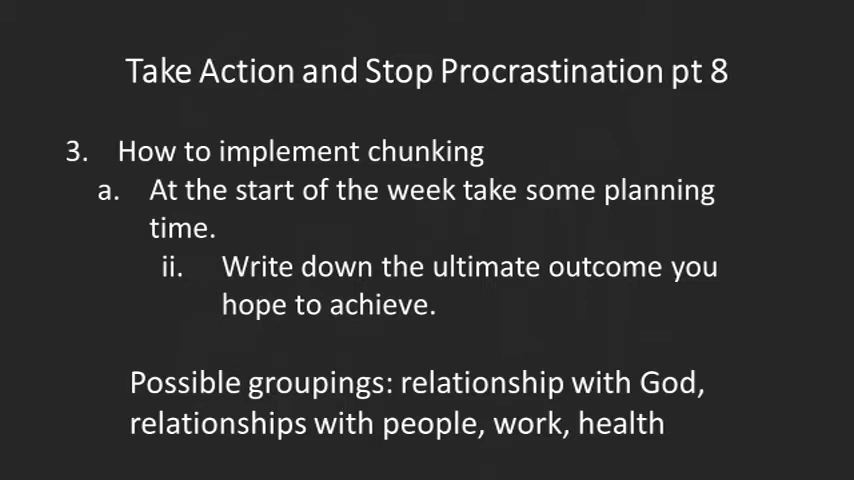 Take Action and Stop Procrastination pt 8
3. How to implement chunking
a. At the start of the week take some planning
time.
ii. Write down the ultimate outcome you
hope to achieve.
Possible groupings: relationship with God,
relationships with people, work, health